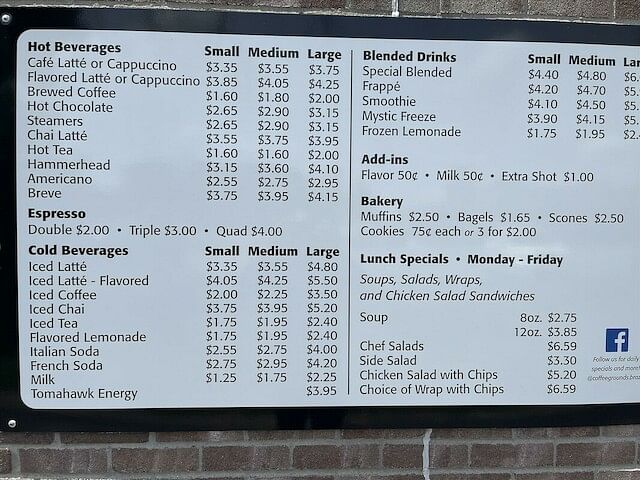 Hot Beverages Small Medium Large
Café Latté or Cappuccino $3.35 $3.55 $3.75
Flavored Latté or Cappuccino $3.85 $4.05 $4.25
Brewed Coffee $1.60 $1.80 $2.00
Hot Chocolate $2.65 $2.90 $3.15
Steamers $2.65 $2.90 $3.15
Chai Latté $3.55 $3.75 $3.95
Hot Tea $1.60 $1.60 $2.00
Hammerhead $3.15 $3.60 $4.10
Americano $2.55 $2.75 $2.95
Breve $3.75 $3.95 $4.15
Espresso
Double $2.00 • Triple $3.00 • Quad $4.00
Cold Beverages Small Medium Large
Iced Latté $3.35 $3.55 $4.80
Iced Latté - Flavored $4.05 $4.25 $5.50
Iced Coffee $2.00 $2.25 $3.50
Iced Chai $3.75 $3.95 $5.20
Iced Tea $1.75 $1.95 $2.40
Flavored Lemonade $1.75 $1.95 $2.40
Italian Soda $2.55 $2.75 $4.00
French Soda $2.75 $2.95 $4.20
Milk $1.25 $1.75 $2.25
Tomahawk Energy $3.95
Blended Drinks Small Medium Lar
Special Blended $4.40 $4.80 $6.
Frappé $4.20 $4.70 $5.
Smoothie $4.10 $4.50 $5.
Mystic Freeze $3.90 $4.15 $5.
Frozen Lemonade $1.75 $1.95 $2.
Add-ins
Flavor 50¢ • Milk 50¢ • Extra Shot $1.00
Bakery
Muffins $2.50 • Bagels $1.65 • Scones $2.50
Cookies 75¢ each or 3 for $2.00
Lunch Specials • Monday - Friday
Soups, Salads, Wraps,
and Chicken Salad Sandwiches
Soup 8oz. $2.75
12oz. $3.85
Chef Salads $6.59
Side Salad $3.30
Chicken Salad with Chips $5.20
Choice of Wrap with Chips $6.59
f
Follow us for daily
specials and more!